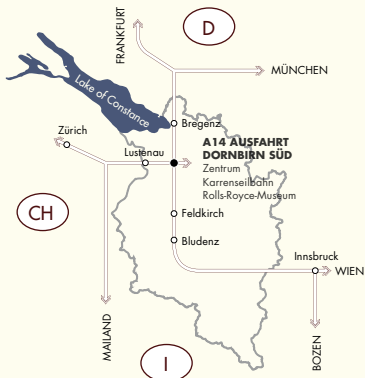 D
FRANKFURT
MÜNCHEN
Lake of Constance
Bregenz
Zürich
Lustenau
A14 AUSFAHRT
DORNBIRN SÜD
Zentrum
Karrenseilbahn
Rolls-Royce-Museum
CH
Feldkirch
Bludenz
Innsbruck
WIEN
MAILAND
BOZEN
I